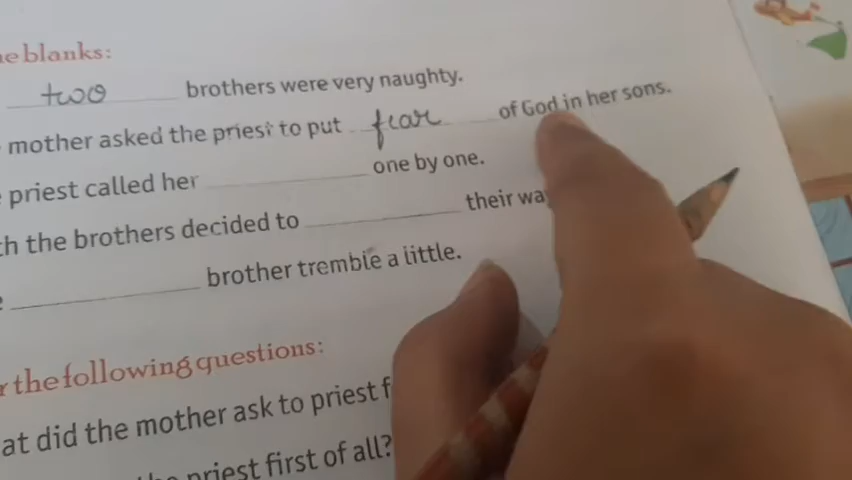 e blanks:
two brothers were very naughty.
mother asked the priest to put fear of God in her sons.
priest called her one by one.
th the brothers decided to their wa
brother tremble a little.
r the following questions:
at did the mother ask to priest f
priest first of all?